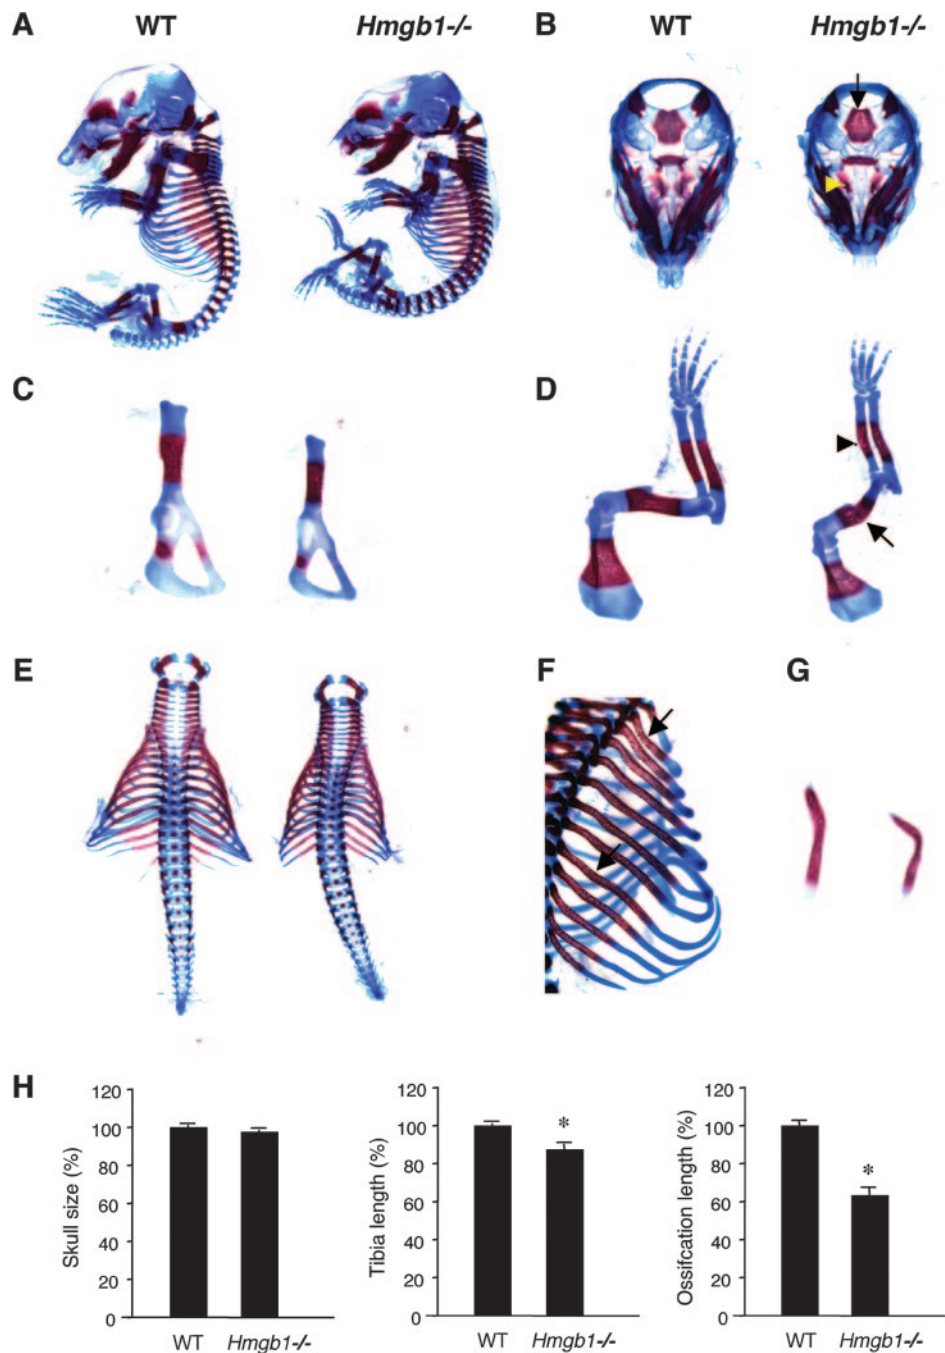 A WT Hmgb1-/- B WT Hmgb1-/-
C D
E F G
H
120 100 80 60 40 20 0
Skull size (%)
WT Hmgb1-/-
120 100 80 60 40 20 0
Tibia length (%)
*
WT Hmgb1-/-
120 100 80 60 40 20 0
Ossifcation length (%)
*
WT Hmgb1-/-